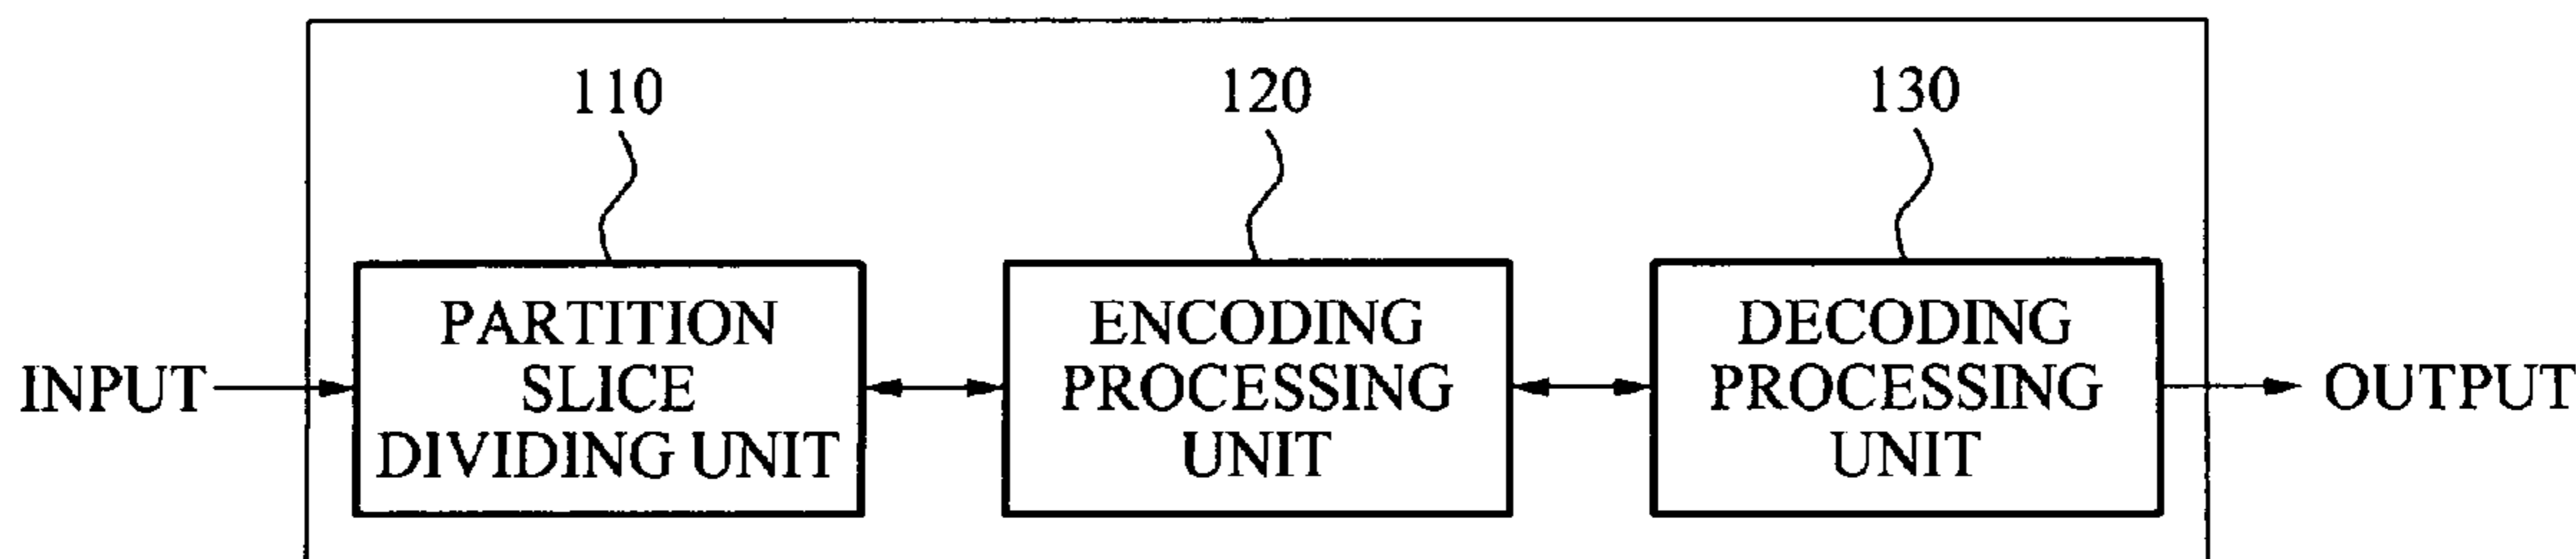 110
120
130
INPUT
PARTITION
SLICE
DIVIDING UNIT
ENCODING
PROCESSING
UNIT
DECODING
PROCESSING
UNIT
OUTPUT